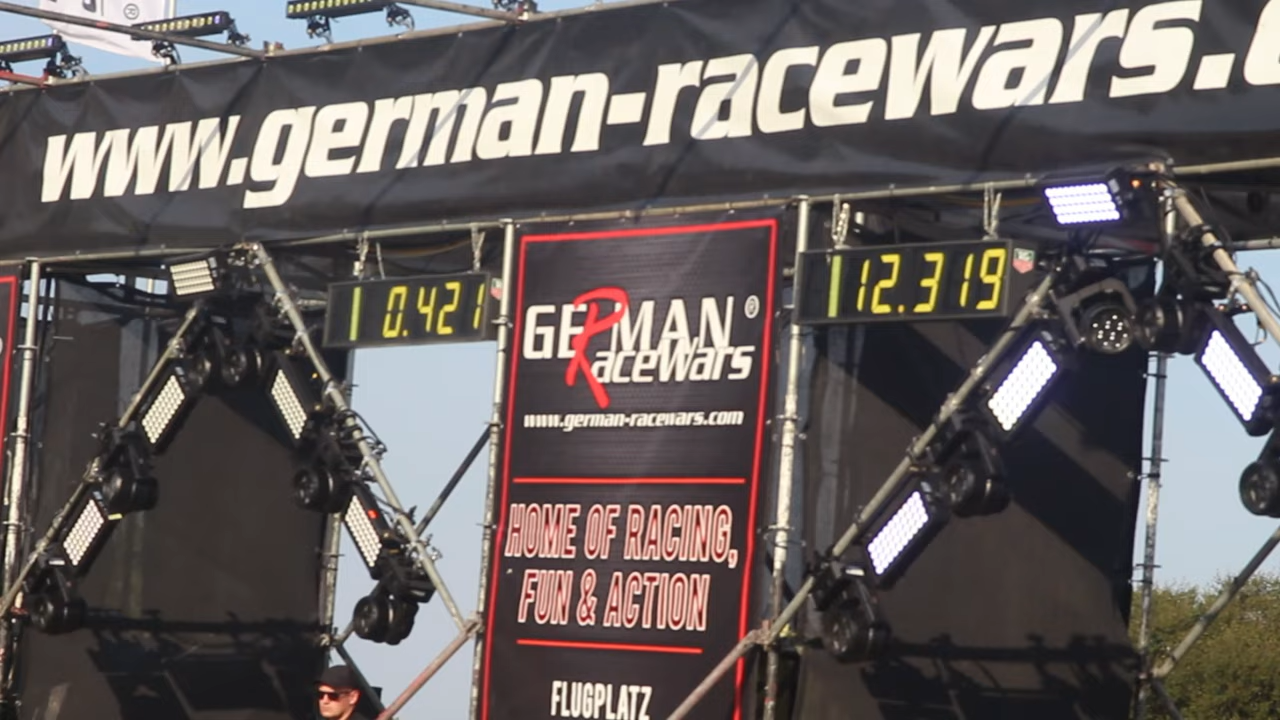 www.german-racewars.
0.421
12.319
GERMAN ®
RaceWars
www.german-racewars.com
HOME OF RACING,
FUN & ACTION
FLUGPLATZ